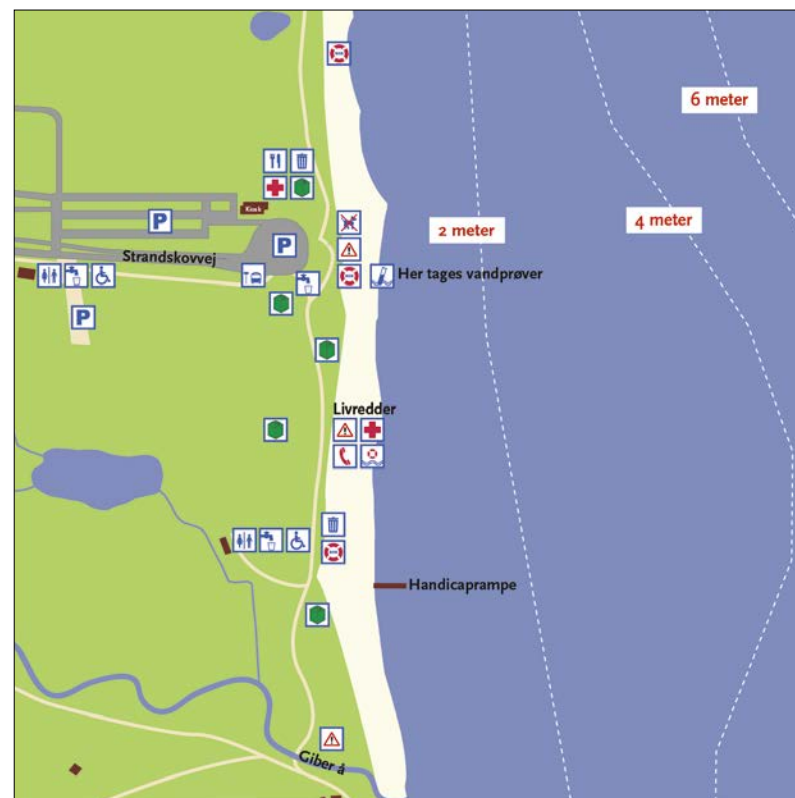 6 meter
4 meter
2 meter
Kiosk
P
P
Strandskovvej
Her tages vandprøver
P
Livredder
Handicaprampe
Giber å